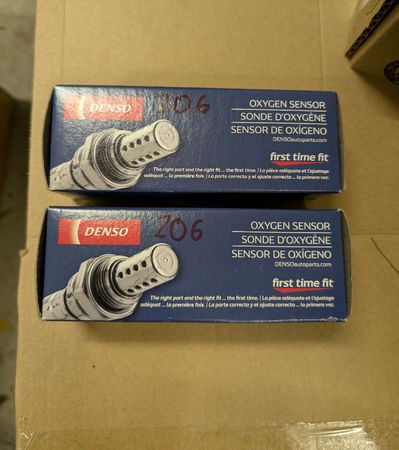 DENSO
306
OXYGEN SENSOR
SONDE D'OXYGÈNE
SENSOR DE OXÍGENO
DENSOautoparts.com
first time fit
The right part and the right fit ... the first time. | La pièce adéquate et l'ajustage
adéquat ... la première fois. | La parte correcta y el ajuste correcto ... la primera vez.
DENSO
206
OXYGEN SENSOR
SONDE D'OXYGÈNE
SENSOR DE OXÍGENO
DENSOautoparts.com
first time fit
The right part and the right fit ... the first time. | La pièce adéquate et l'ajustage
adéquat ... la première fois. | La parte correcta y el ajuste correcto ... la primera vez.